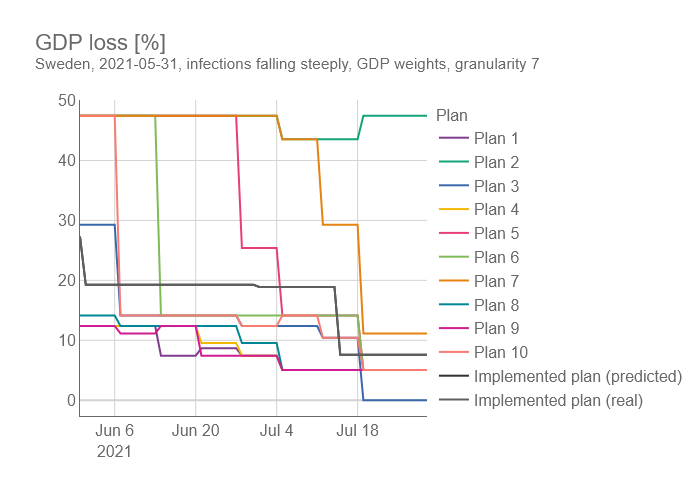 GDP loss [%]
Sweden, 2021-05-31, infections falling steeply, GDP weights, granularity 7
50
40
30
20
10
0
Jun 6
2021
Jun 20
Jul 4
Jul 18
Plan
Plan 1
Plan 2
Plan 3
Plan 4
Plan 5
Plan 6
Plan 7
Plan 8
Plan 9
Plan 10
Implemented plan (predicted)
Implemented plan (real)